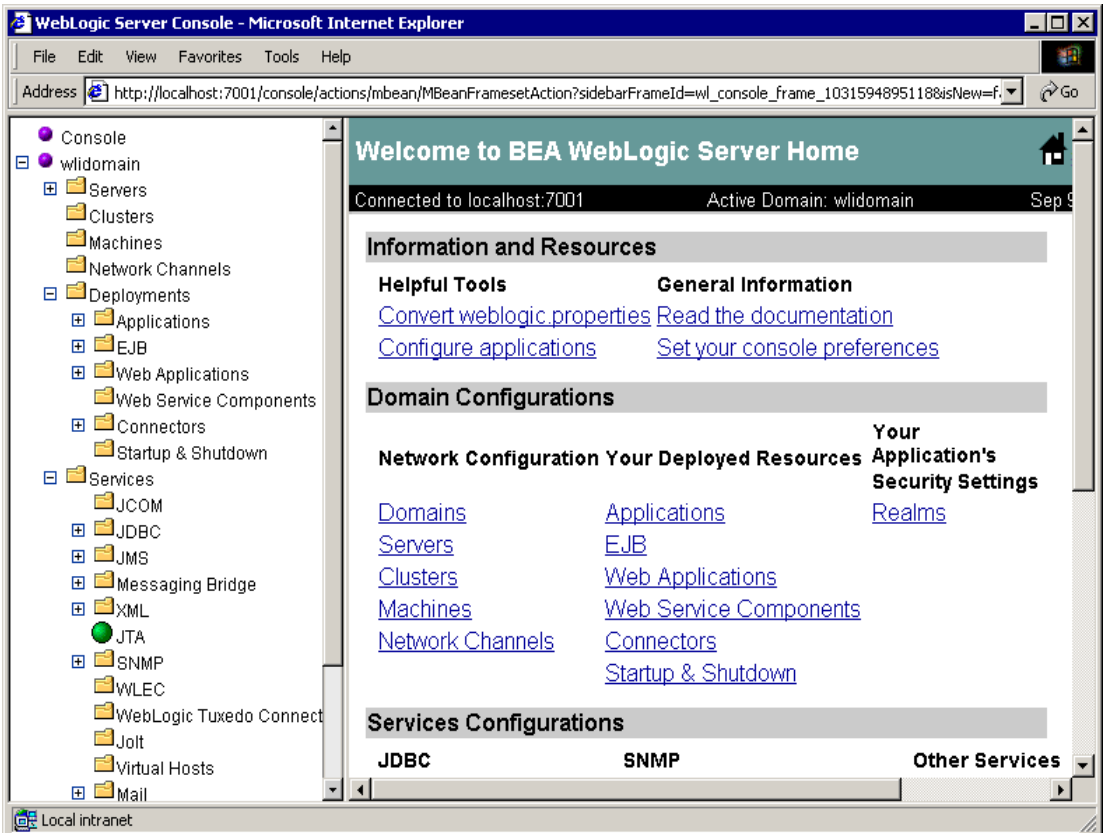 WebLogic Server Console - Microsoft Internet Explorer
File Edit View Favorites Tools Help
Address http://localhost:7001/console/actions/mbean/MBeanFramesetAction?sidebarFrameId=wl_console_frame_1031594895118&isNew=f. Go
Console
wlidomain
Servers
Clusters
Machines
Network Channels
Deployments
Applications
EJB
Web Applications
Web Service Components
Connectors
Startup & Shutdown
Services
JCOM
JDBC
JMS
Messaging Bridge
XML
JTA
SNMP
WLEC
WebLogic Tuxedo Connect
Jolt
Virtual Hosts
Mail
Welcome to BEA WebLogic Server Home
Connected to localhost:7001 Active Domain: wlidomain Sep 9
Information and Resources
Helpful Tools General Information
Convert weblogic.properties Read the documentation
Configure applications Set your console preferences
Domain Configurations
Network Configuration Your Deployed Resources Your Application's Security Settings
Domains Applications Realms
Servers EJB
Clusters Web Applications
Machines Web Service Components
Network Channels Connectors
Startup & Shutdown
Services Configurations
JDBC SNMP Other Services
Local intranet